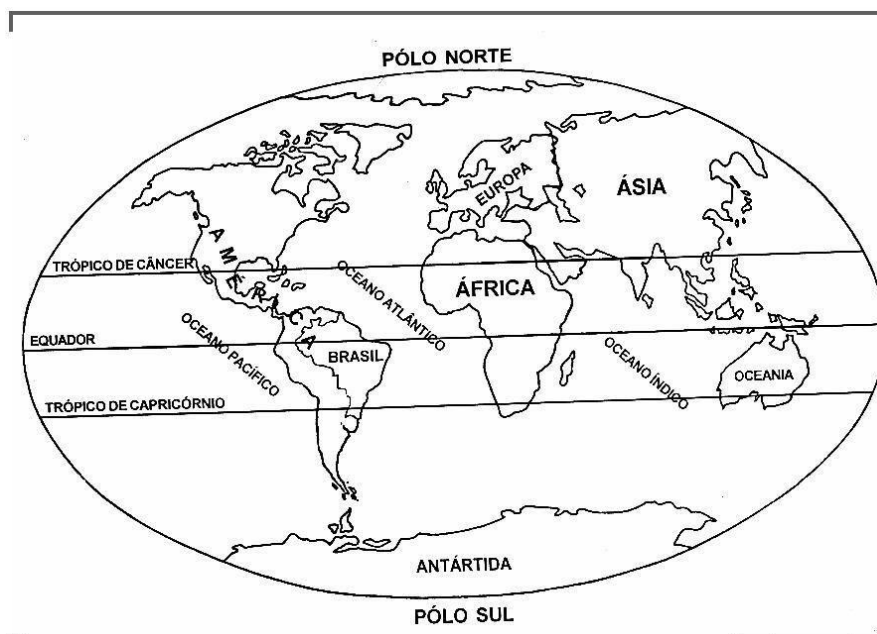 PÓLO NORTE
EUROPA
ÁSIA
AMÉRICA
TRÓPICO DE CÂNCER
OCEANO ATLÂNTICO
ÁFRICA
OCEANO PACÍFICO
EQUADOR
BRASIL
OCEANO ÍNDICO
OCEANIA
TRÓPICO DE CAPRICÓRNIO
ANTÁRTIDA
PÓLO SUL